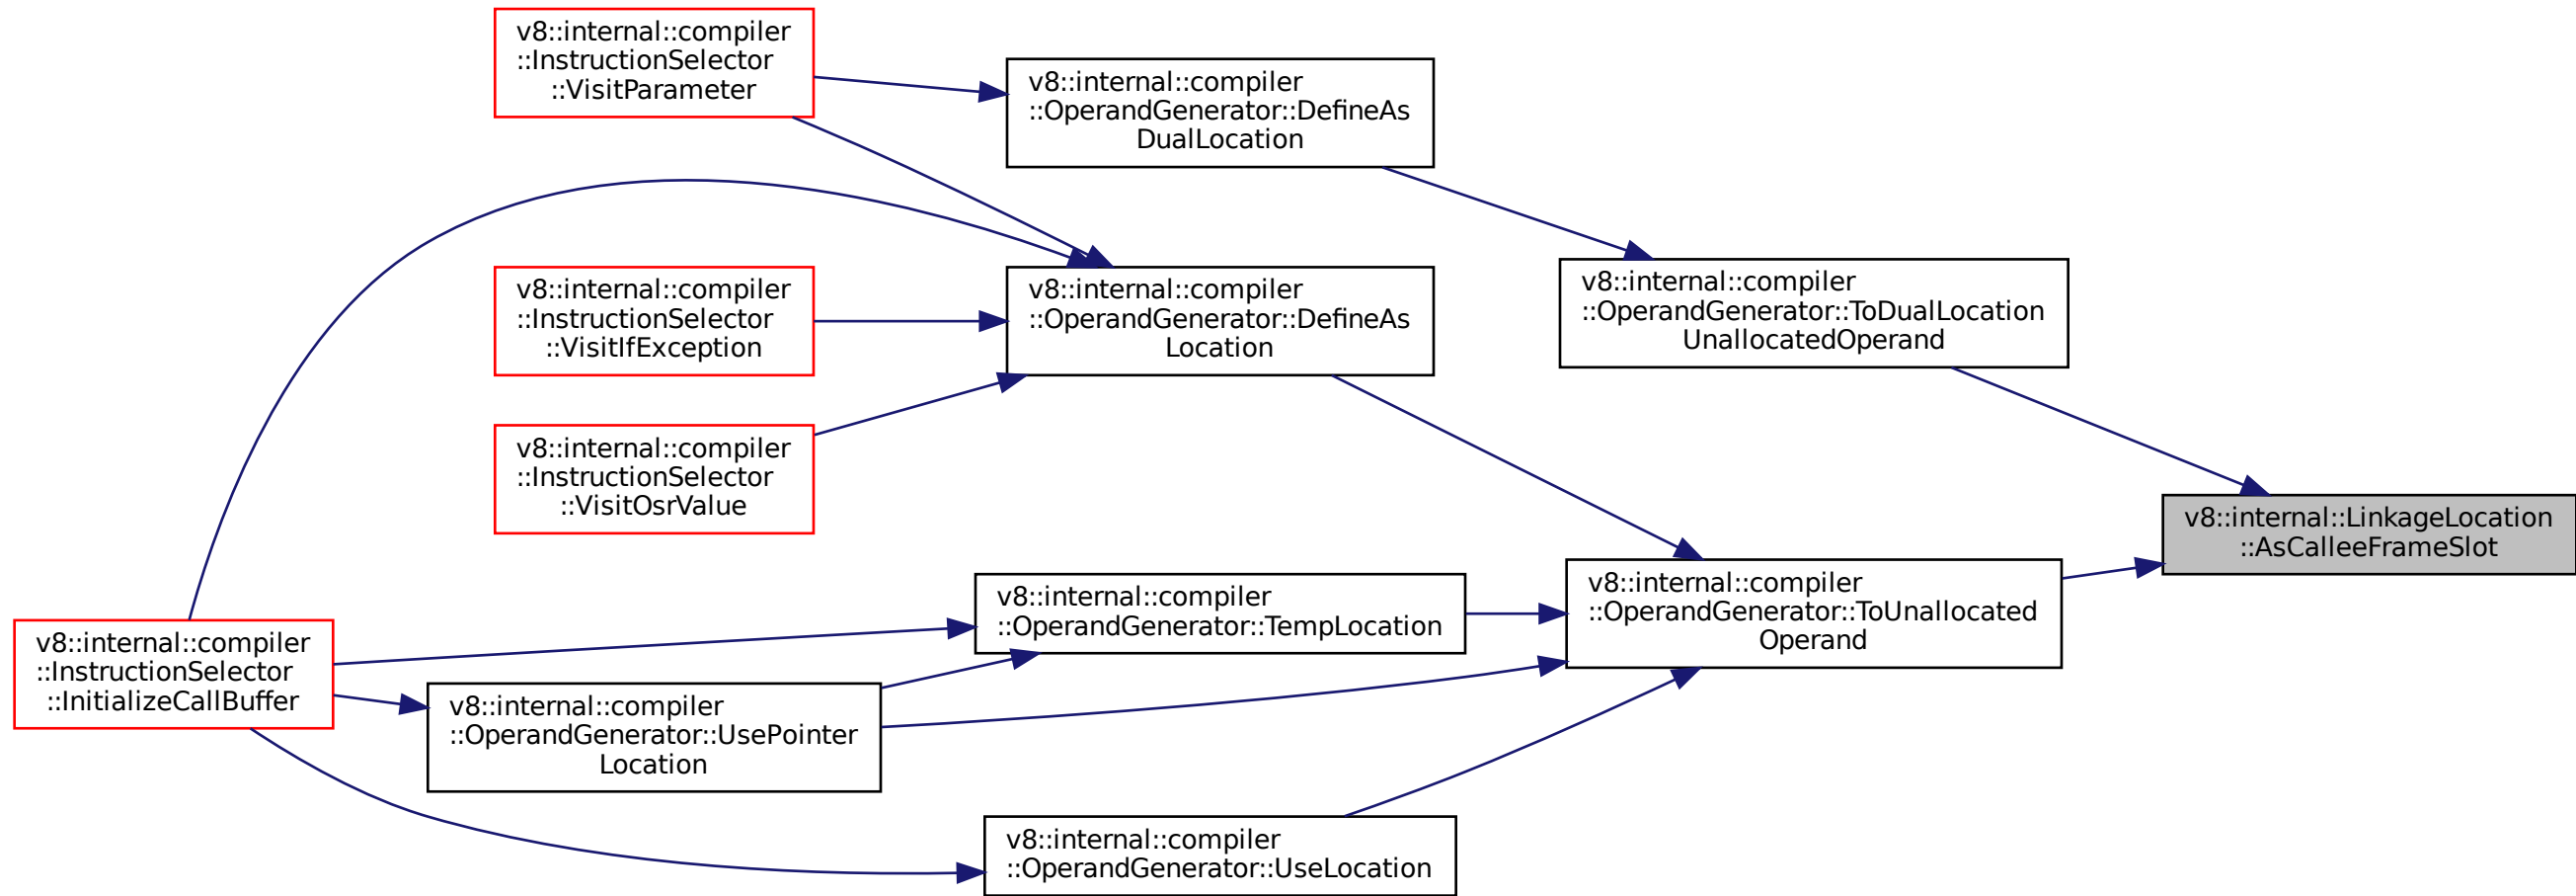 v8::internal::compiler
::InstructionSelector
::VisitParameter
v8::internal::compiler
::OperandGenerator::DefineAs
DualLocation
v8::internal::compiler
::InstructionSelector
::VisitIfException
v8::internal::compiler
::OperandGenerator::DefineAs
Location
v8::internal::compiler
::OperandGenerator::ToDualLocation
UnallocatedOperand
v8::internal::compiler
::InstructionSelector
::VisitOsrValue
v8::internal::LinkageLocation
::AsCalleeFrameSlot
v8::internal::compiler
::OperandGenerator::TempLocation
v8::internal::compiler
::OperandGenerator::ToUnallocated
Operand
v8::internal::compiler
::InstructionSelector
::InitializeCallBuffer
v8::internal::compiler
::OperandGenerator::UsePointer
Location
v8::internal::compiler
::OperandGenerator::UseLocation